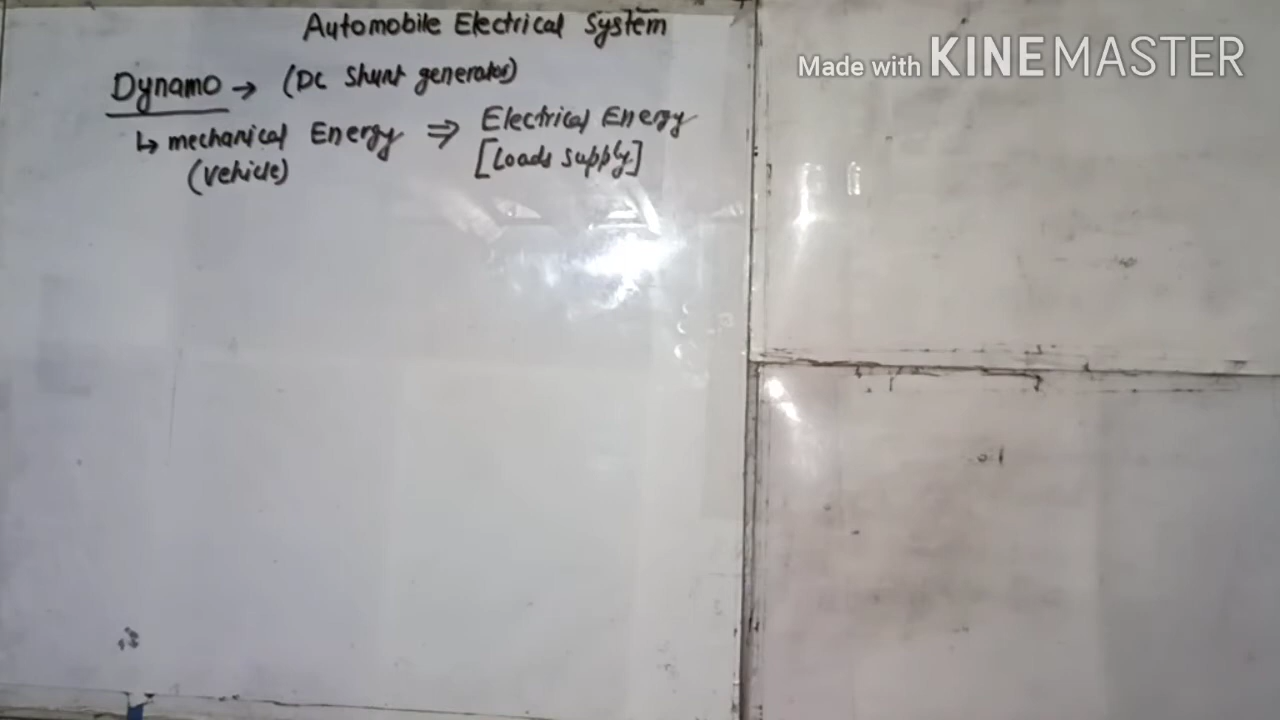 Automobile Electrical System
Made with KINEMASTER
Dynamo → (DC Shunt generator)
↳ mechanical Energy ⇒ Electrical Energy
(Vehicle) [Loads supply]